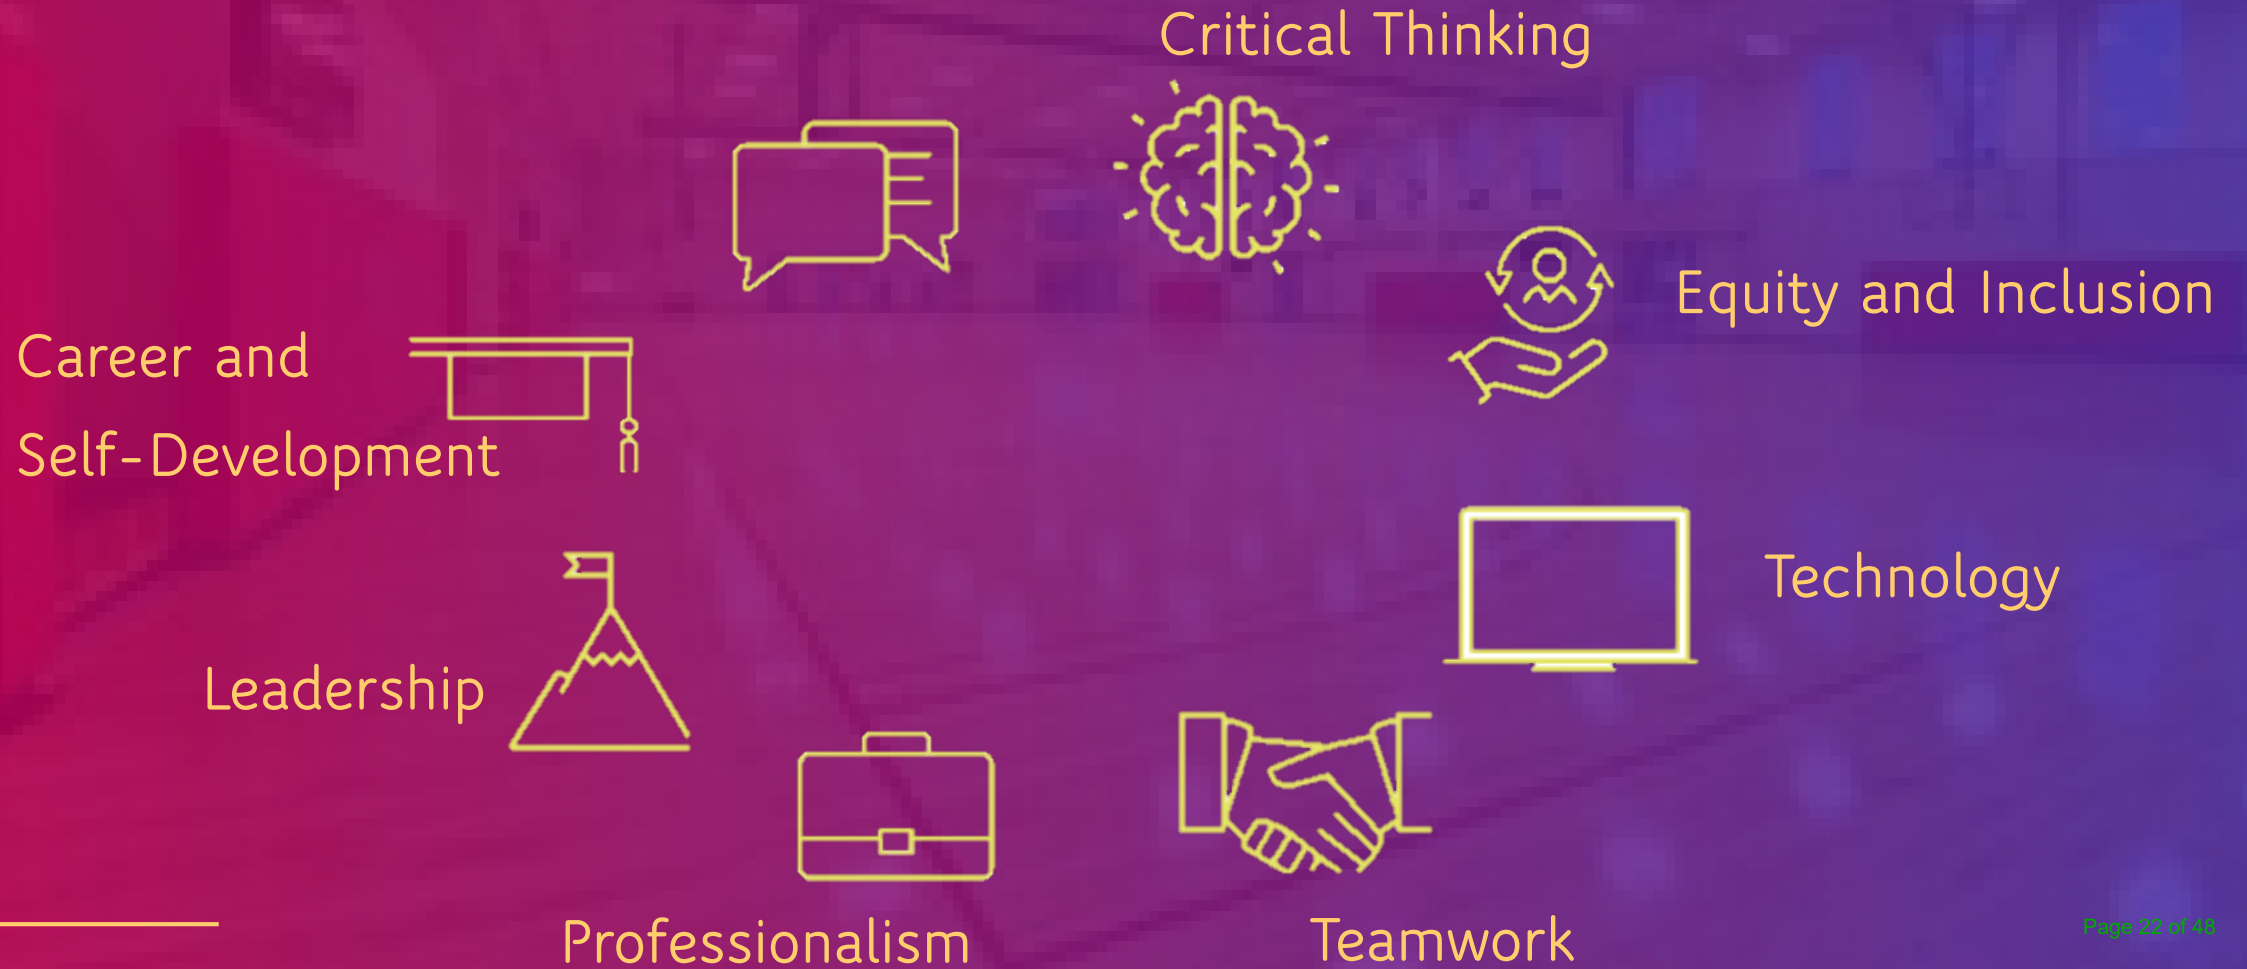 Critical Thinking
Equity and Inclusion
Career and
Self-Development
Technology
Leadership
Professionalism
Teamwork
Page 22 of 48